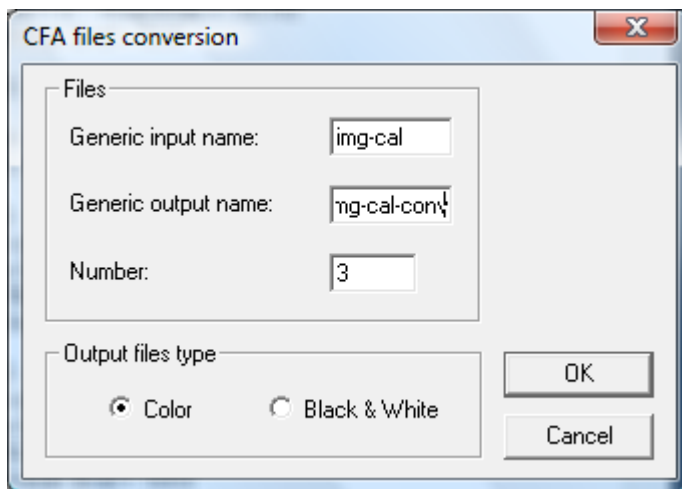 CFA files conversion
Files
Generic input name: img-cal
Generic output name: mg-cal-conv
Number: 3
Output files type
Color Black & White
OK
Cancel